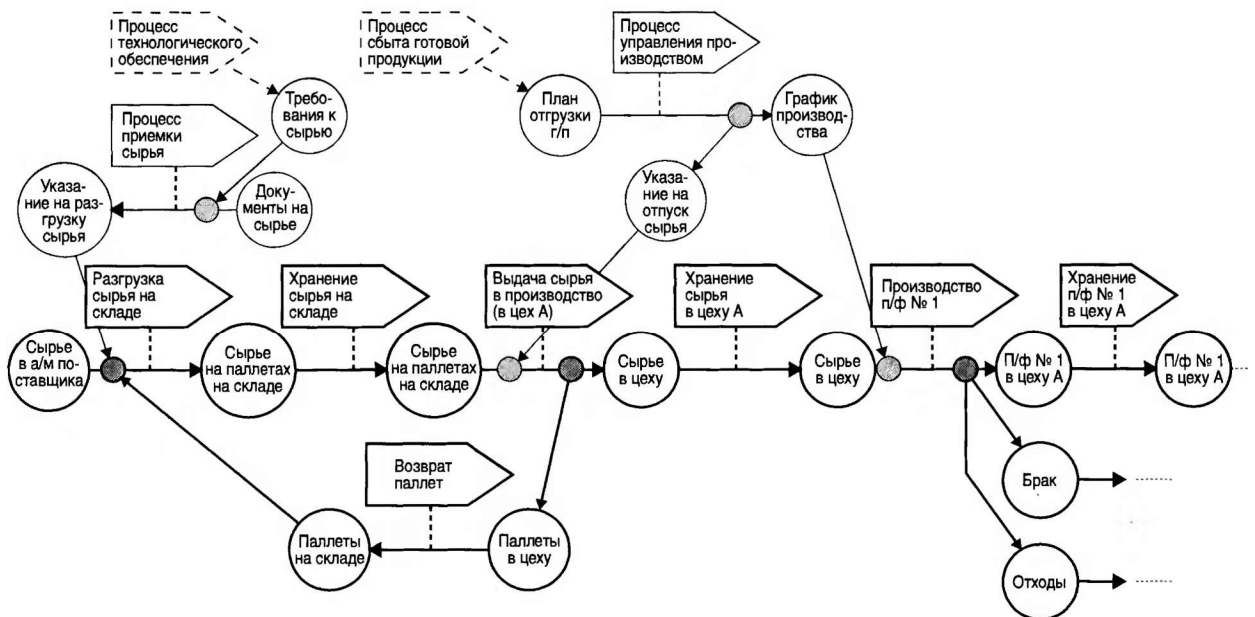 Процесс
технологического
обеспечения
Процесс
сбыта готовой
продукции
Процесс
управления про-
изводством
Процесс
приемки
сырья
Требо-
вания к
сырью
План
отгрузки
г/п
График
производ-
ства
Указа-
ние на раз-
грузку
сырья
Доку-
менты на
сырье
Указание на
отпуск
сырья
Разгрузка
сырья на
складе
Хранение
сырья на
складе
Выдача сырья
в производство
(в цех А)
Хранение
сырья
в цеху А
Производство
п/ф № 1
Хранение
п/ф № 1
в цеху А
Сырье
в а/м по-
ставщика
Сырье
на паллетах
на складе
Сырье
на паллетах
на складе
Сырье
в цеху
Сырье
в цеху
П/ф № 1
в цеху А
П/ф № 1
в цеху А
Возврат
паллет
Брак
Паллеты
на складе
Паллеты
в цеху
Отходы